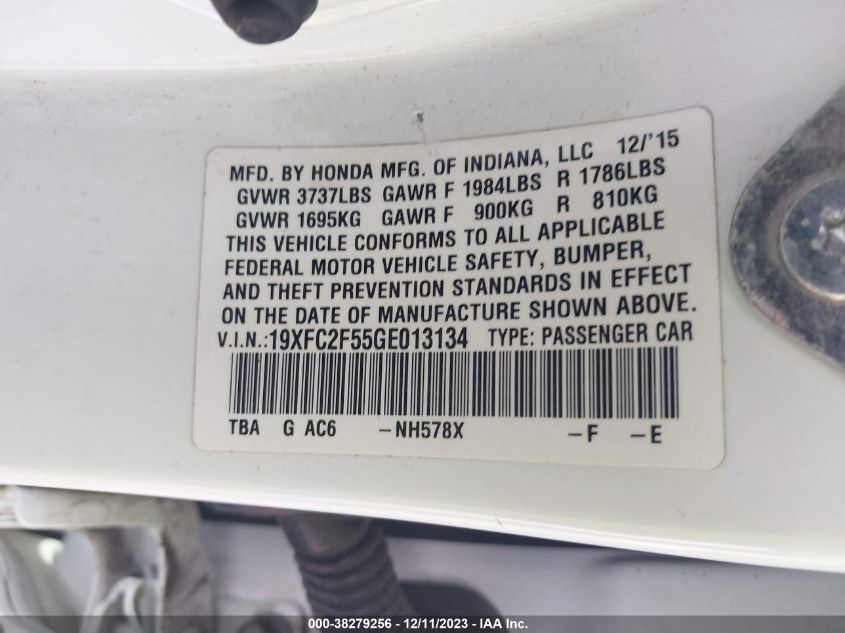 MFD. BY HONDA MFG. OF INDIANA, LLC 12/'15
GVWR 3737LBS GAWR F 1984LBS R 1786LBS
GVWR 1695KG GAWR F 900KG R 810KG
THIS VEHICLE CONFORMS TO ALL APPLICABLE
FEDERAL MOTOR VEHICLE SAFETY, BUMPER,
AND THEFT PREVENTION STANDARDS IN EFFECT
ON THE DATE OF MANUFACTURE SHOWN ABOVE.
V.I.N.:19XFC2F55GE013134 TYPE: PASSENGER CAR
TBA G AC6 -NH578X -F -E
000-38279256 - 12/11/2023 - IAA Inc.